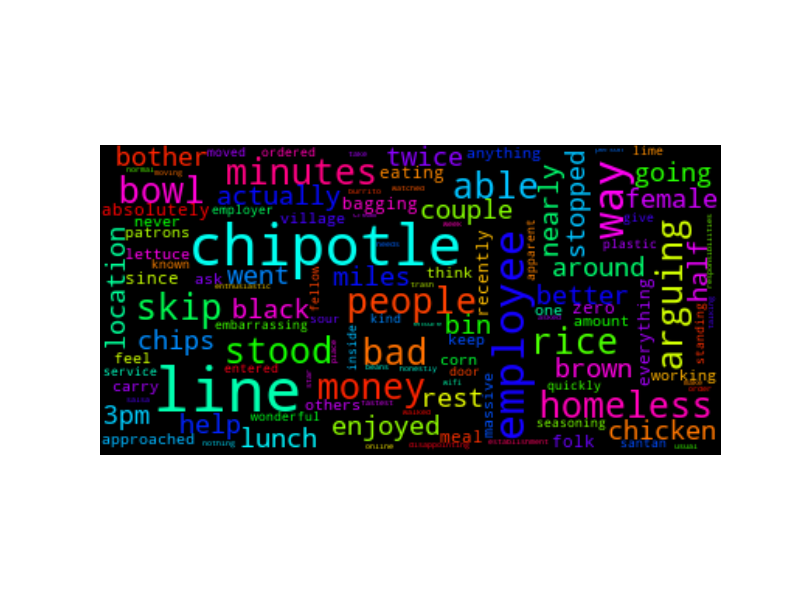 bother
moved
ordered
take
twice
anything
lime
normal
moving
minutes
eating
nearly
stopped
way
going
bowl
actually
burrito
matched
able
female
absolutely
employer
bagging
couple
give
never
village
patrons
location
chipotle
employee
apparent
plastic
arguing
half
responsibilities
lettuce
known
since
ask
went
fellow
miles
think
recently
around
enthusiastic
trash
better
everything
skip
black
people
one
zero
embarrassing
sour
kind
bin
amount
standing
chips
stood
inside
bad
keep
rice
feel
corn
brown
service
entered
beans
honestly
door
working
carry
line
money
wifi
quickly
salsa
others
fastest
rest
massive
homeless
3pm
help
wonderful
enjoyed
seasoning
approached
nothing
lunch
meal
folk
chicken
online
disappointing
establishment
santan
usual